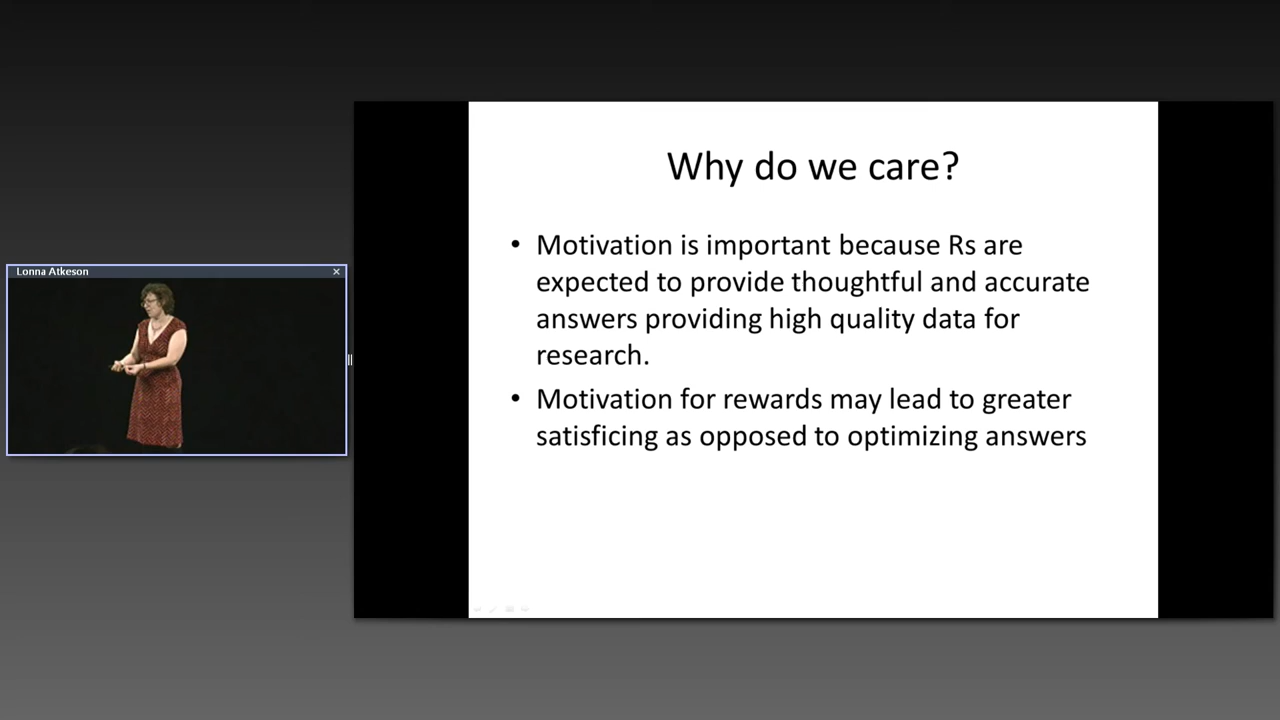 Lonna Atkeson
Why do we care?
• Motivation is important because Rs are
expected to provide thoughtful and accurate
answers providing high quality data for
research.
• Motivation for rewards may lead to greater
satisficing as opposed to optimizing answers